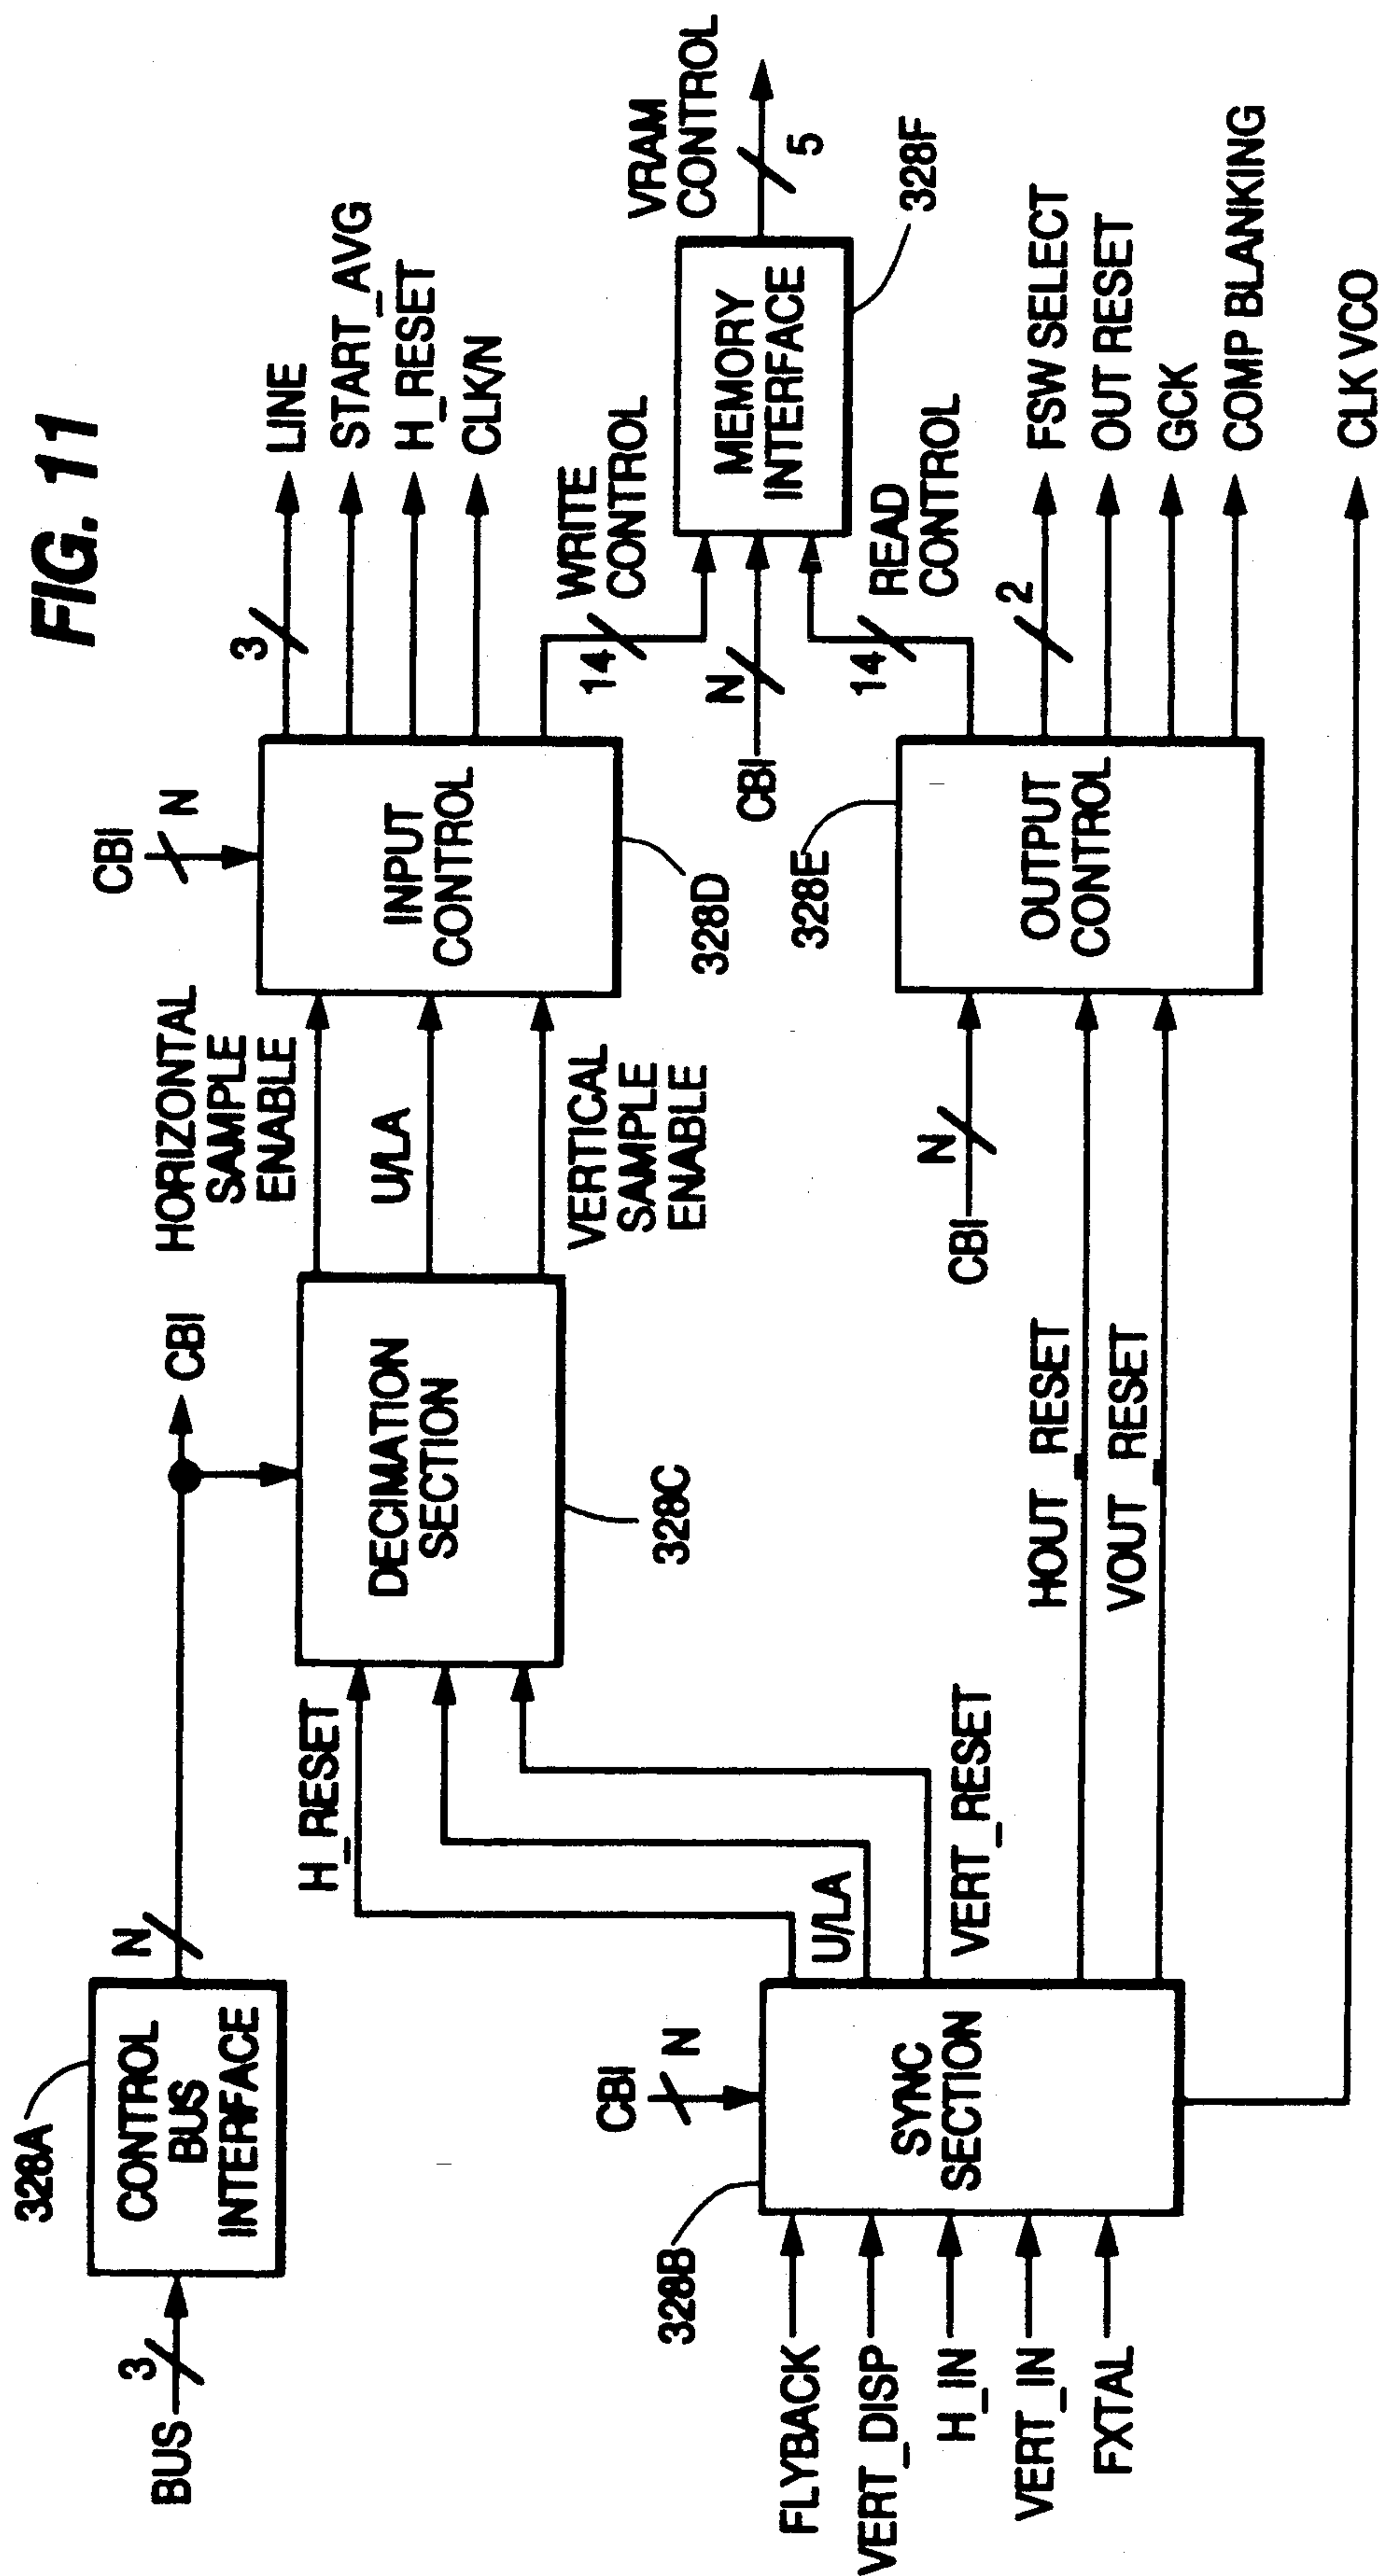 FIG. 11
328A
CONTROL
BUS
INTERFACE
BUS
3
N
CBI
H_RESET
DECIMATION
SECTION
328C
HORIZONTAL
SAMPLE
ENABLE
U/LA
VERTICAL
SAMPLE
ENABLE
CBI
N
INPUT
CONTROL
328D
3
LINE
START_AVG
H_RESET
CLK/N
14
WRITE
CONTROL
CBI
N
MEMORY
INTERFACE
328F
VRAM
CONTROL
5
14
READ
CONTROL
328B
CBI
N
SYNC
SECTION
FLYBACK
VERT_DISP
H_IN
VERT_IN
FXTAL
U/LA
VERT_RESET
HOUT_RESET
VOUT_RESET
CBI
N
328E
OUTPUT
CONTROL
2
FSW SELECT
OUT RESET
GCK
COMP BLANKING
CLK VCO